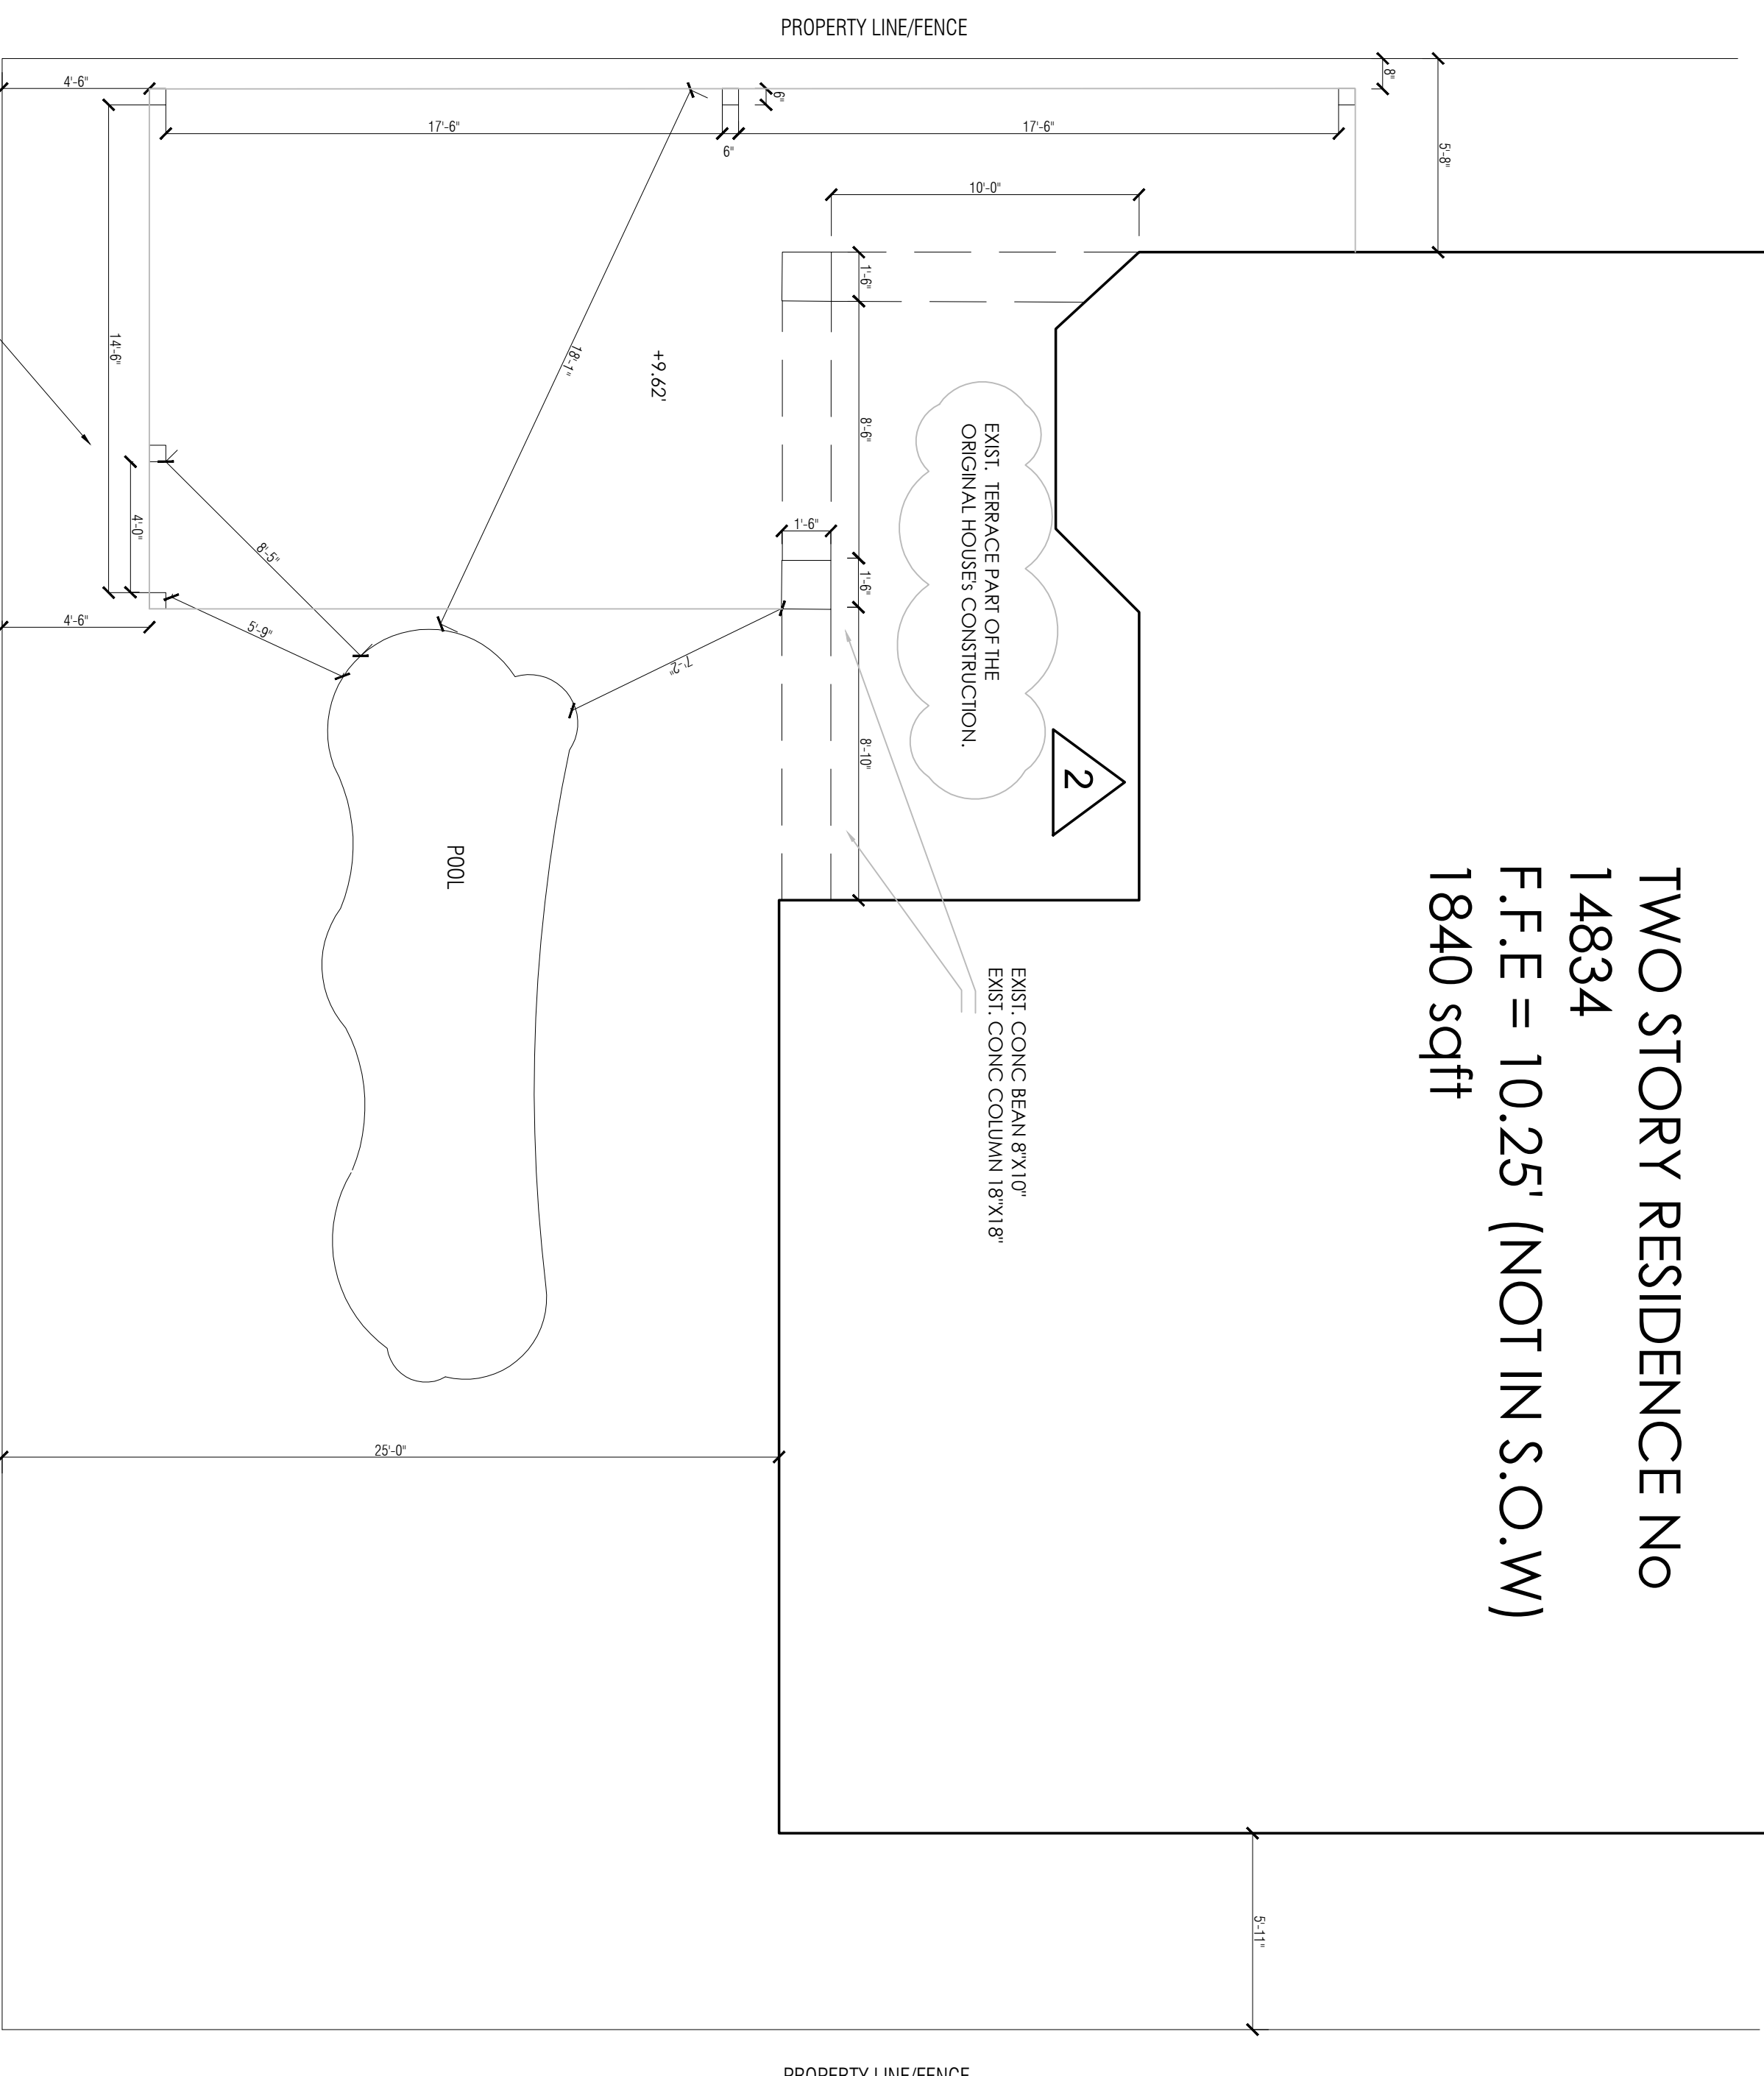 PROPERTY LINE/FENCE
8"
4'-6"
6"
17'-6"
17'-6"
6"
5'-8"
10'-0"
1'-6"
14'-6"
18'-1"
+9.62'
8'-6"
EXIST. TERRACE PART OF THE
ORIGINAL HOUSE's CONSTRUCTION.
4'-0"
8'-5"
1'-6"
1'-6"
4'-6"
5'-9"
7'-2"
8'-10"
2
POOL
TWO STORY RESIDENCE No
14834
F.F.E = 10.25' (NOT IN S.O.W)
1840 sqft
EXIST. CONC BEAN 8"X10"
EXIST. CONC COLUMN 18"X18"
25'-0"
5'-11"
PROPERTY LINE/FENCE